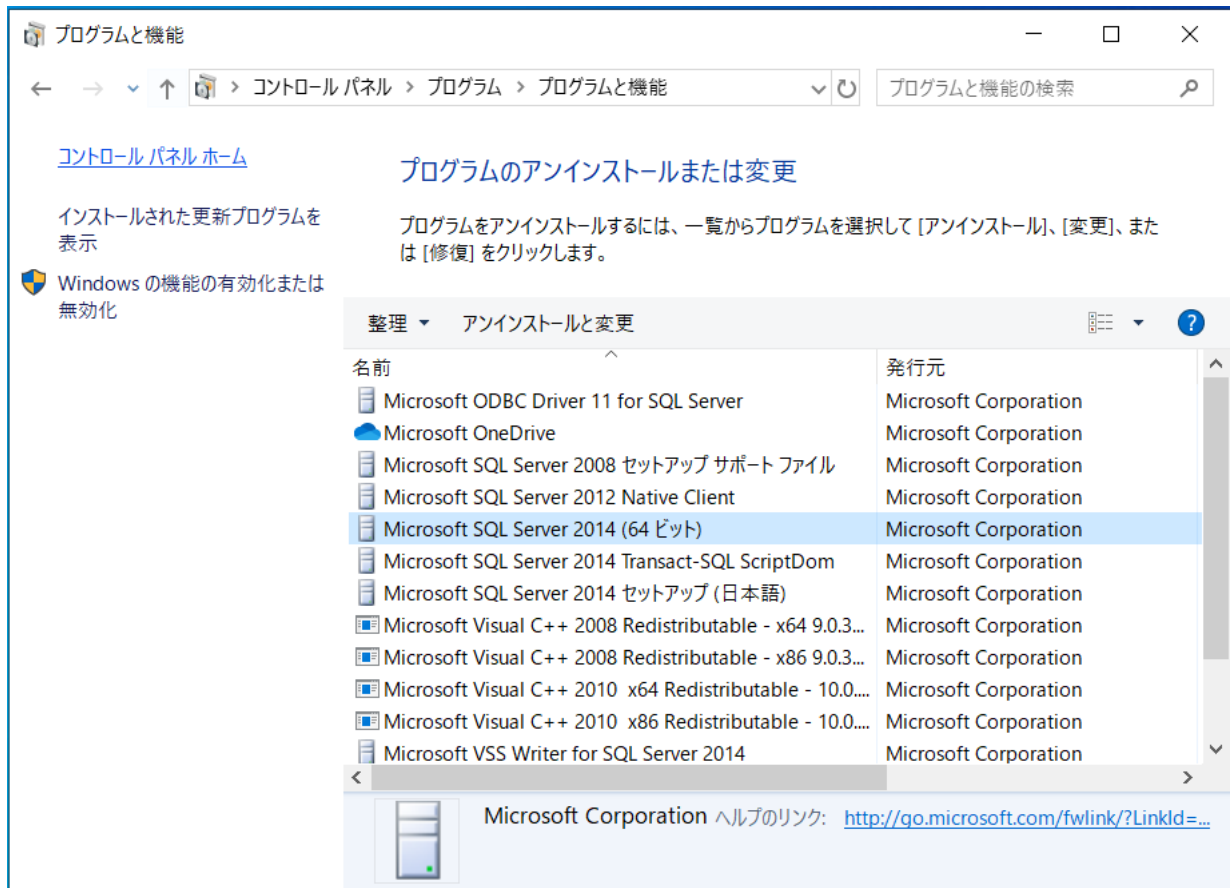 プログラムと機能
コントロール パネル > プログラム > プログラムと機能
プログラムと機能の検索
コントロール パネル ホーム
インストールされた更新プログラムを
表示
Windows の機能の有効化または
無効化
プログラムのアンインストールまたは変更
プログラムをアンインストールするには、一覧からプログラムを選択して [アンインストール]、[変更]、また
は [修復] をクリックします。
整理 アンインストールと変更
名前 発行元
Microsoft ODBC Driver 11 for SQL Server Microsoft Corporation
Microsoft OneDrive Microsoft Corporation
Microsoft SQL Server 2008 セットアップ サポート ファイル Microsoft Corporation
Microsoft SQL Server 2012 Native Client Microsoft Corporation
Microsoft SQL Server 2014 (64 ビット) Microsoft Corporation
Microsoft SQL Server 2014 Transact-SQL ScriptDom Microsoft Corporation
Microsoft SQL Server 2014 セットアップ (日本語) Microsoft Corporation
Microsoft Visual C++ 2008 Redistributable - x64 9.0.3... Microsoft Corporation
Microsoft Visual C++ 2008 Redistributable - x86 9.0.3... Microsoft Corporation
Microsoft Visual C++ 2010  x64 Redistributable - 10.0.... Microsoft Corporation
Microsoft Visual C++ 2010  x86 Redistributable - 10.0.... Microsoft Corporation
Microsoft VSS Writer for SQL Server 2014 Microsoft Corporation
Microsoft Corporation ヘルプのリンク: http://go.microsoft.com/fwlink/?LinkId=...